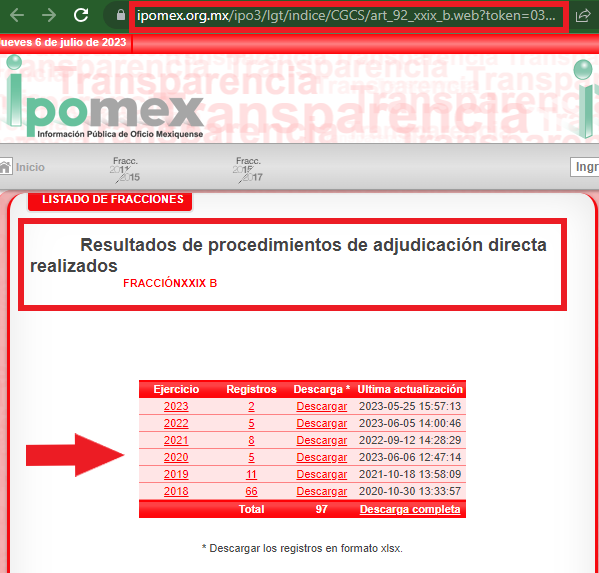 ipomex.org.mx/ipo3/lgt/indice/CGCS/art_92_xxix_b.web?token=03...
ueves 6 de julio de 2023
Transparencia
Transparencia
ipomex
Información Pública de Oficio Mexiquense
Inicio
Fracc.
2011
2015
Fracc.
2017
Ingr
LISTADO DE FRACCIONES
Resultados de procedimientos de adjudicación directa
realizados
FRACCIÓNXXIX B
Ejercicio Registros Descarga * Ultima actualización
2023 2 Descargar 2023-05-25 15:57:13
2022 5 Descargar 2023-06-05 14:00:46
2021 8 Descargar 2022-09-12 14:28:29
2020 5 Descargar 2023-06-06 12:47:14
2019 11 Descargar 2021-10-18 13:58:09
2018 66 Descargar 2020-10-30 13:33:57
Total 97 Descarga completa
* Descargar los registros en formato xlsx.